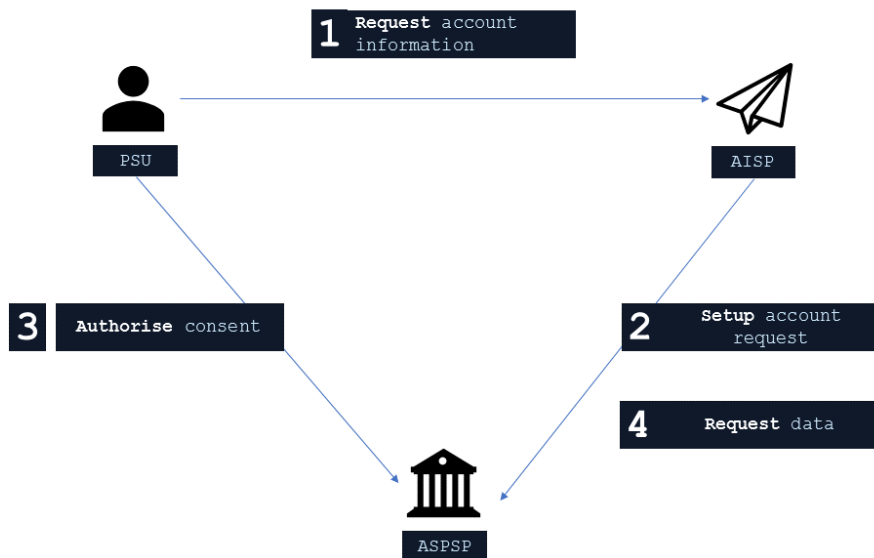 1 Request account
information
PSU
AISP
3 Authorise consent
2 Setup account
request
4 Request data
ASPSP